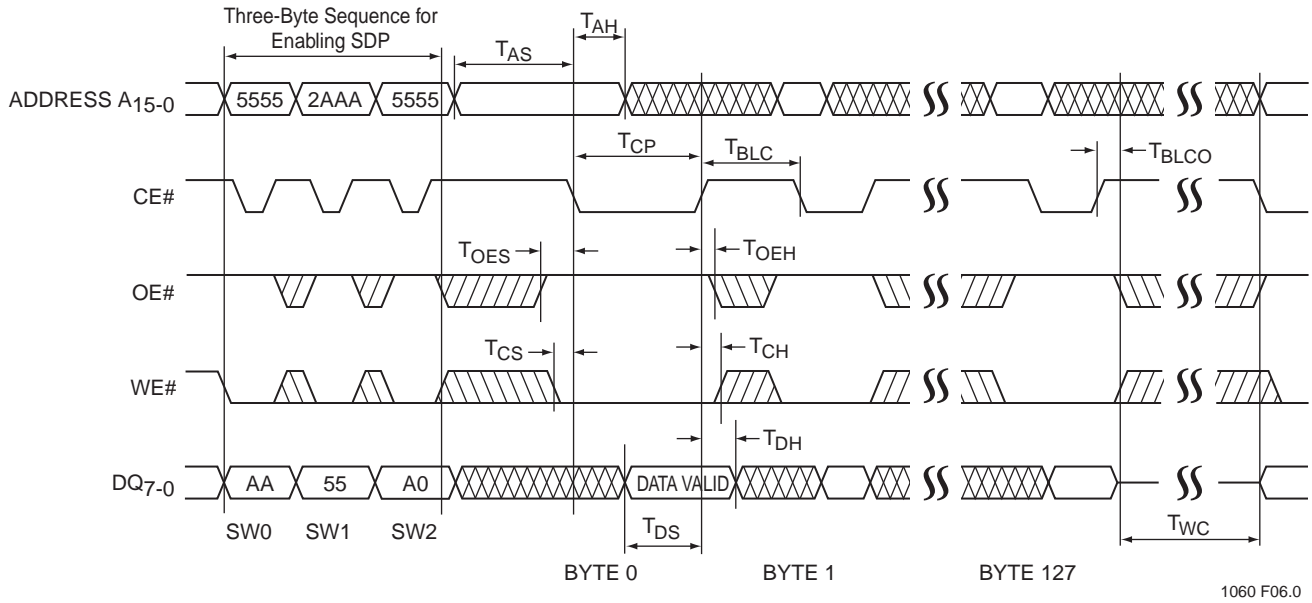 Three-Byte Sequence for
Enabling SDP
TAH
TAS
ADDRESS A15-0
5555 2AAA 5555
TCP
TBLC
TBLCO
CE#
TOES
TOEH
OE#
TCS
TCH
WE#
TDH
DQ7-0
AA 55 A0 DATA VALID
SW0 SW1 SW2
TDS
TWC
BYTE 0 BYTE 1 BYTE 127
1060 F06.0